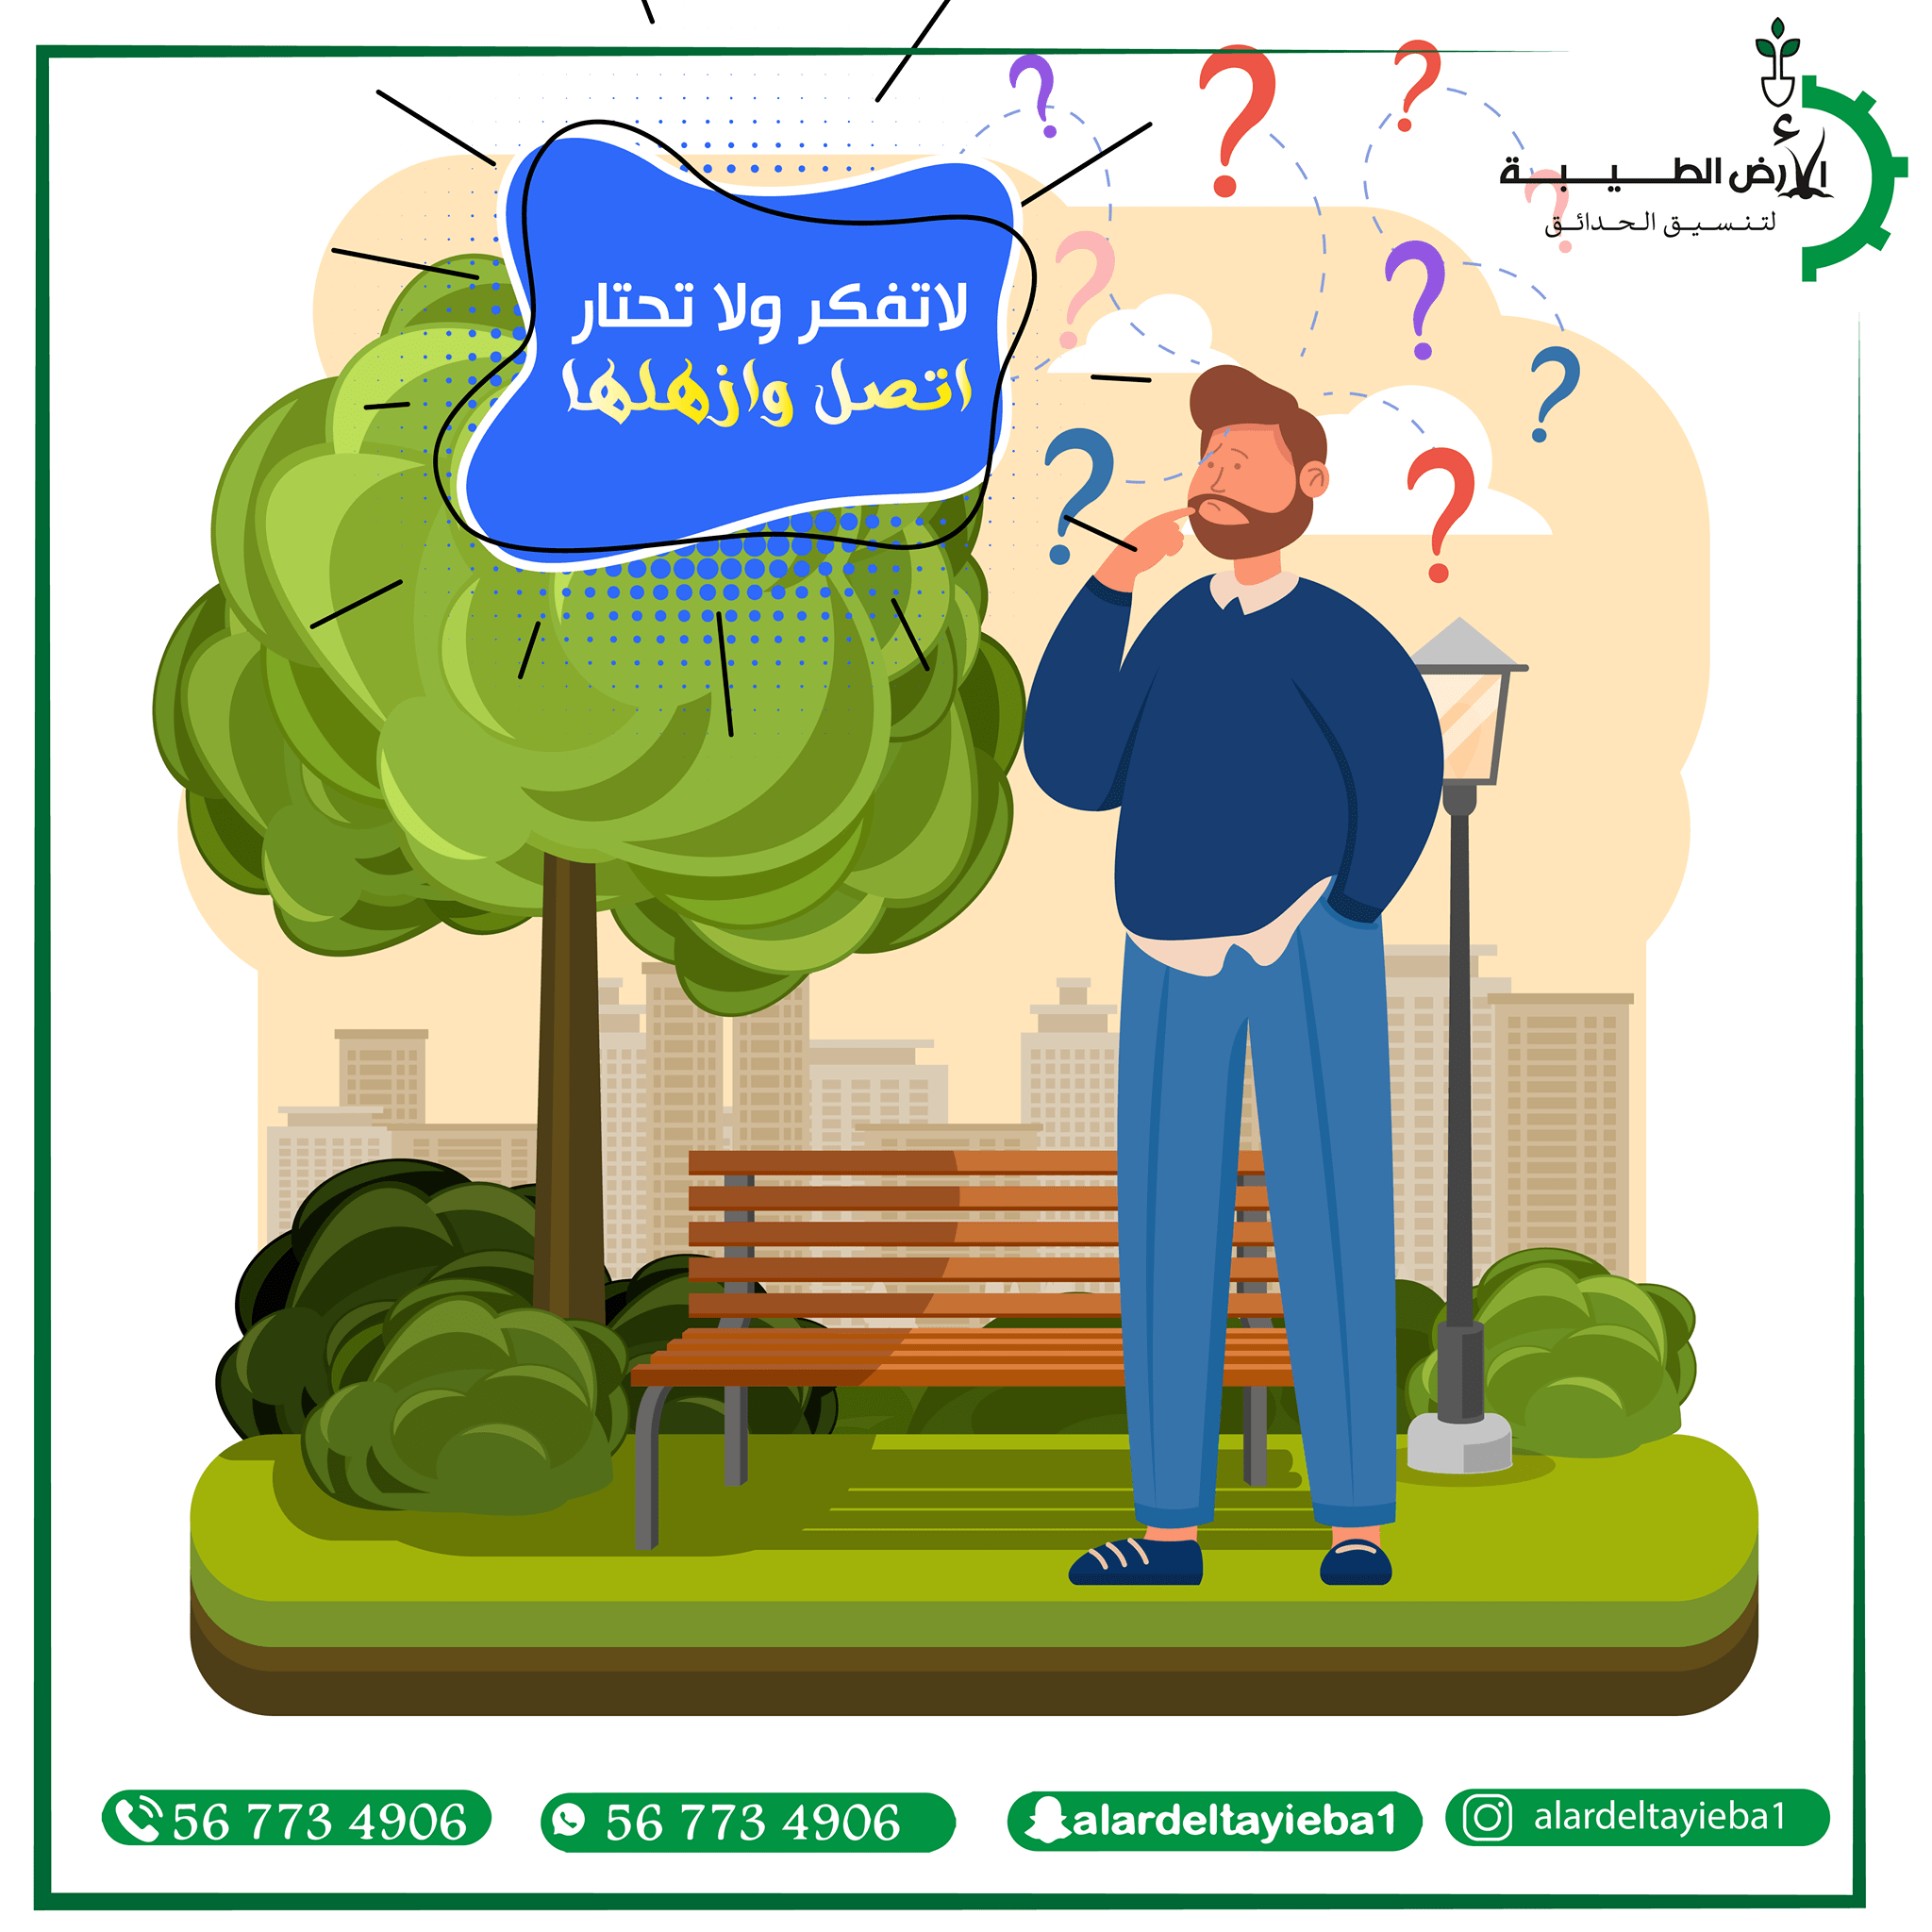 الأرض الطيبة
لتنسيق الحدائق
لاتفكر ولا تحتار
اتصل وازهلها
56 773 4906
56 773 4906
alardeltayieba1
alardeltayieba1